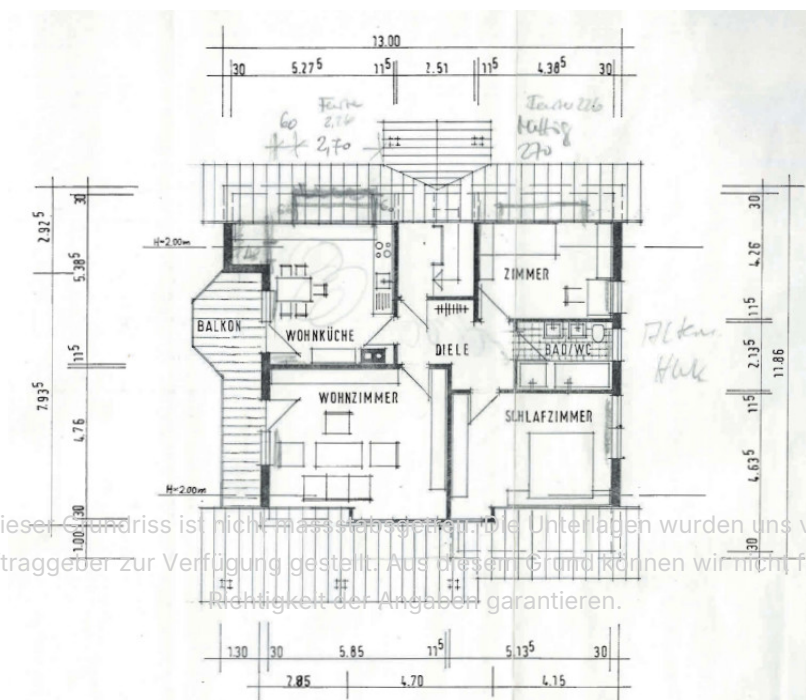 13.00
30 5.27⁵ 11⁵ 2.51 11⁵ 4.38⁵ 30
60
2,70
270
2.92⁵
7.93⁵
1.00
30
5.38⁵
11⁵
4.76
30
H=2.00m
BALKON
WOHNKÜCHE
DIELE
ZIMMER
BAD/WC
WOHNZIMMER
SCHLAFZIMMER
H=2.00m
30
4.26
11⁵
2.13⁵
11⁵
4.63⁵
30
11.86
ieser Grundriss ist nicht massstabsgetreu. Die Unterlagen wurden uns v
traggeber zur Verfügung gestellt. Aus diesem Grund können wir nicht f
Richtigkeit der Angaben garantieren.
1.30 30 5.85 11⁵ 5.13⁵ 30
2.85 4.70 4.15